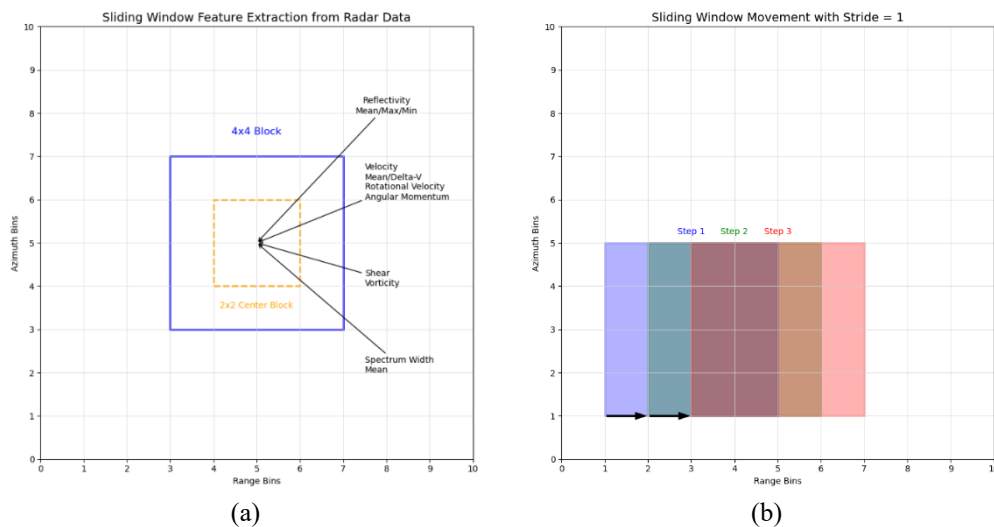 Sliding Window Feature Extraction from Radar Data
10
9
8
7
6
5
4
3
2
1
0
Azimuth Bins
Reflectivity
Mean/Max/Min
4x4 Block
Velocity
Mean/Delta-V
Rotational Velocity
Angular Momentum
Shear
Vorticity
2x2 Center Block
Spectrum Width
Mean
0 1 2 3 4 5 6 7 8 9 10
Range Bins
(a)
Sliding Window Movement with Stride = 1
10
9
8
7
6
5
4
3
2
1
0
Azimuth Bins
Step 1 Step 2 Step 3
0 1 2 3 4 5 6 7 8 9 10
Range Bins
(b)